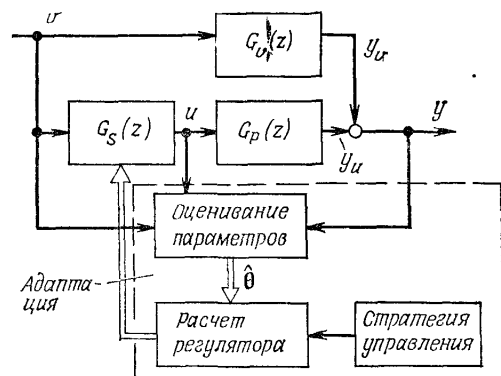 v
G_v(z)
y_v
u
y
G_s(z)
G_p(z)
y_u
Оценивание
параметров
Адапта-
ция
θ̂
Расчет
регулятора
Стратегия
управления